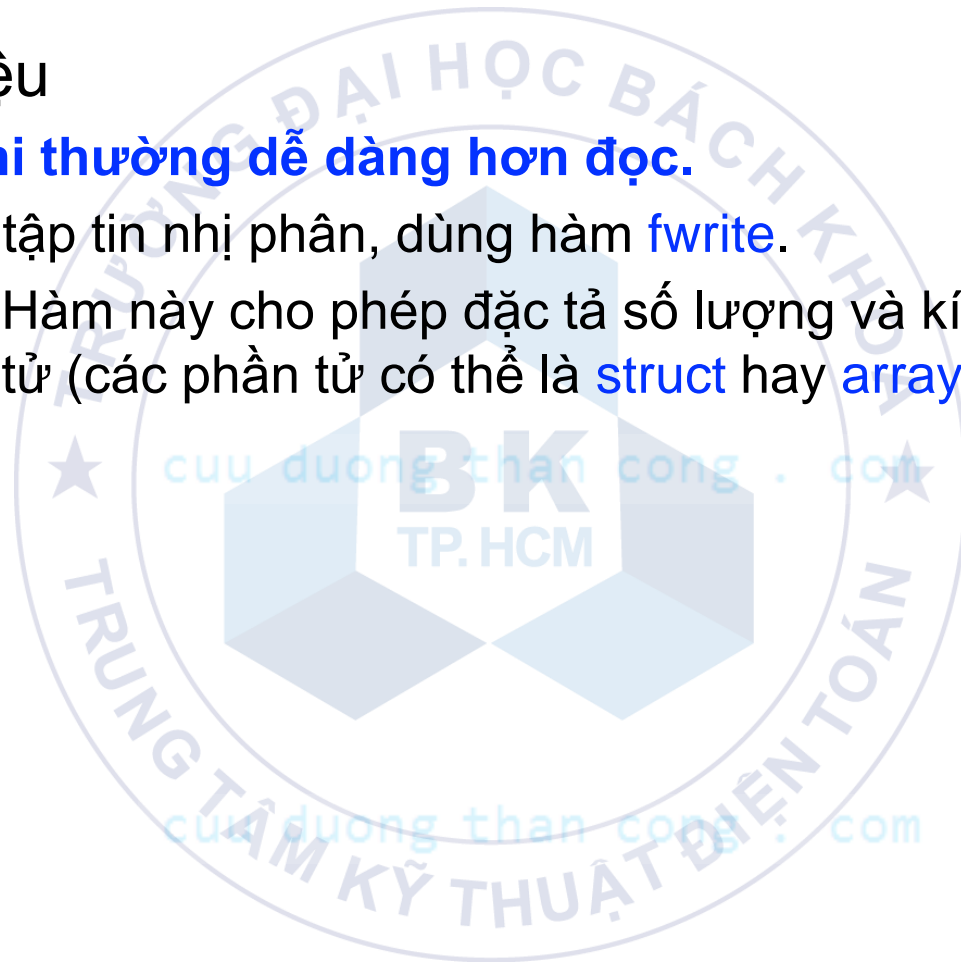 ệu
hi thường dễ dàng hơn đọc.
tập tin nhị phân, dùng hàm fwrite.
Hàm này cho phép đặc tả số lượng và kí
tử (các phần tử có thể là struct hay array
TRƯỜNG ĐẠI HỌC BÁCH KHOA
cuu duong than cong . com
BK
TP. HCM
cuu duong than cong . com
TRUNG TÂM KỸ THUẬT ĐIỆN TOÁN